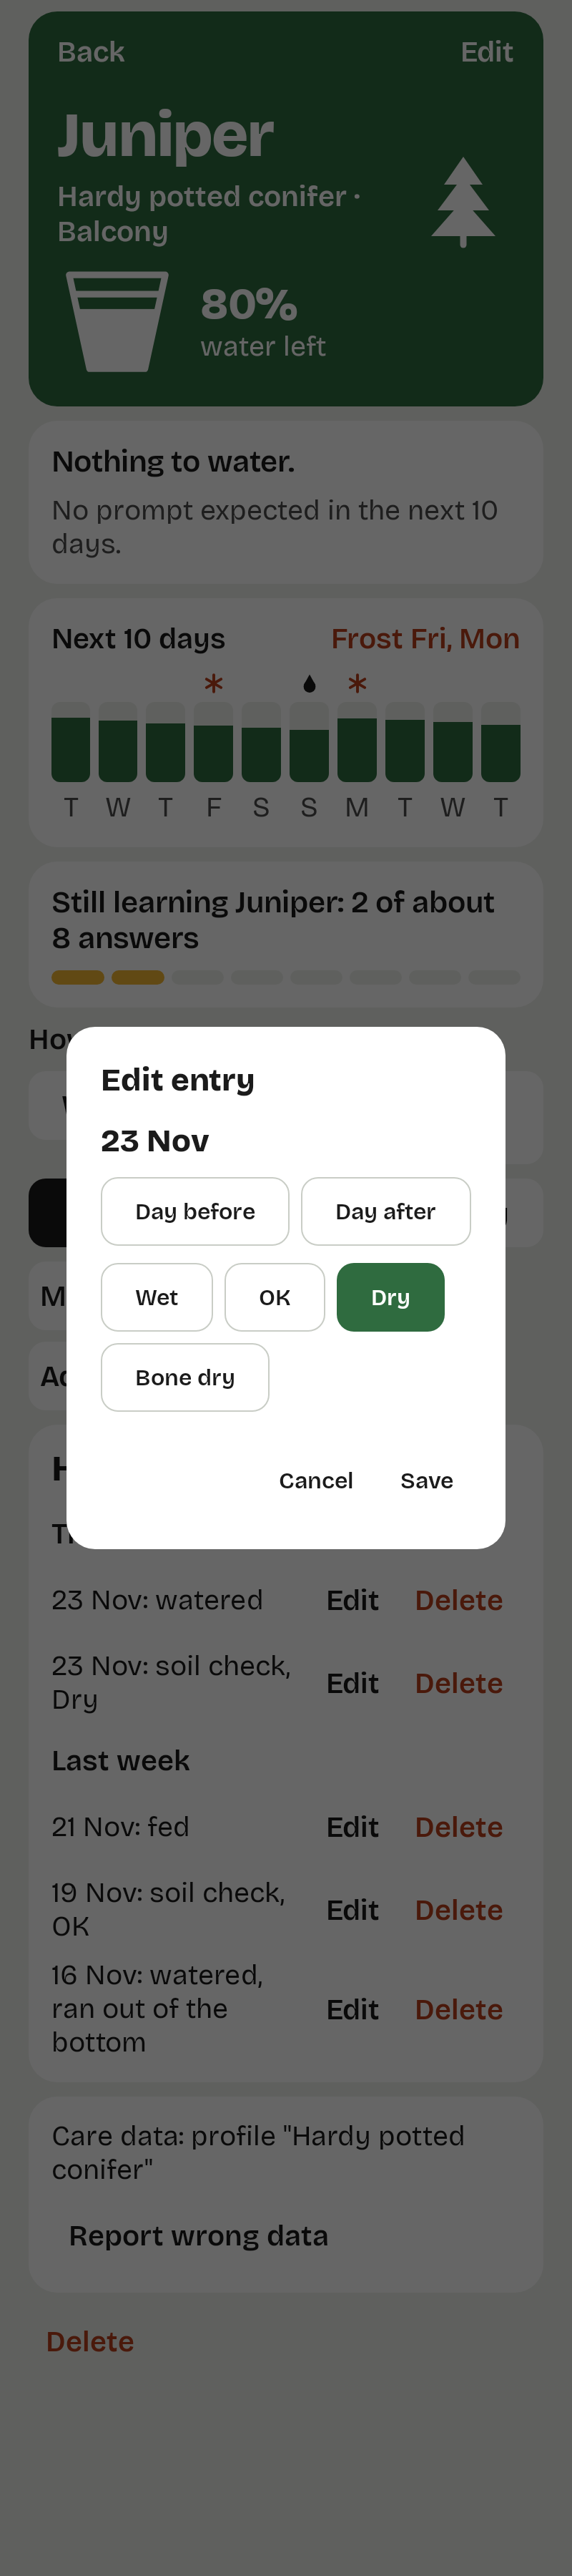 Back
Edit
Juniper
Hardy potted conifer ·
Balcony
80%
water left
Nothing to water.
No prompt expected in the next 10
days.
Next 10 days
Frost Fri, Mon
T W T F S S M T W T
Still learning Juniper: 2 of about
8 answers
Edit entry
23 Nov
Day before
Day after
Wet
OK
Dry
Bone dry
Cancel
Save
23 Nov: watered
Edit
Delete
23 Nov: soil check,
Dry
Edit
Delete
Last week
21 Nov: fed
Edit
Delete
19 Nov: soil check,
OK
Edit
Delete
16 Nov: watered,
ran out of the
bottom
Edit
Delete
Care data: profile "Hardy potted
conifer"
Report wrong data
Delete